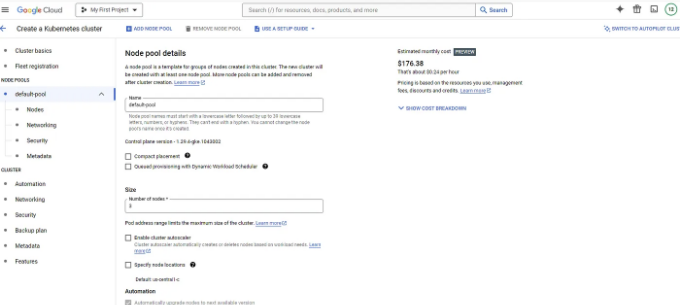 Google Cloud
My First Project
Search (/) for resources, docs, products, and more
Search
Create a Kubernetes cluster
ADD NODE POOL
REMOVE NODE POOL
USE A SETUP GUIDE
SWITCH TO AUTOPILOT CLUS
Cluster basics
Fleet registration
NODE POOLS
default-pool
Nodes
Networking
Security
Metadata
CLUSTER
Automation
Networking
Security
Backup plan
Metadata
Features
Node pool details
A node pool is a template for groups of nodes created in this cluster. The new cluster
will be created with at least one node pool. More node pools can be added and removed
after cluster creation. Learn more
Name
default-pool
Node pool names must start with a lowercase letter followed by up to 39 lowercase
letters, numbers, or hyphens. They can't end with a hyphen. You cannot change the node
pool's name once it's created.
Control plane version - 
Compact placement
Queued provisioning with Dynamic Workload Scheduler
Size
Number of nodes *
3
Pod address range limits the maximum size of the cluster. Learn more
Enable cluster autoscaler
Cluster autoscaler automatically creates or deletes nodes based on workload needs. Learn
more
Specify node locations
Default: us-central1-c
Automation
Automatically upgrade nodes to next available version
Estimated monthly cost PREVIEW
$176.38
That's about $0.24 per hour
Pricing is based on the resources you use, management
fees, discounts and credits. Learn more
SHOW COST BREAKDOWN